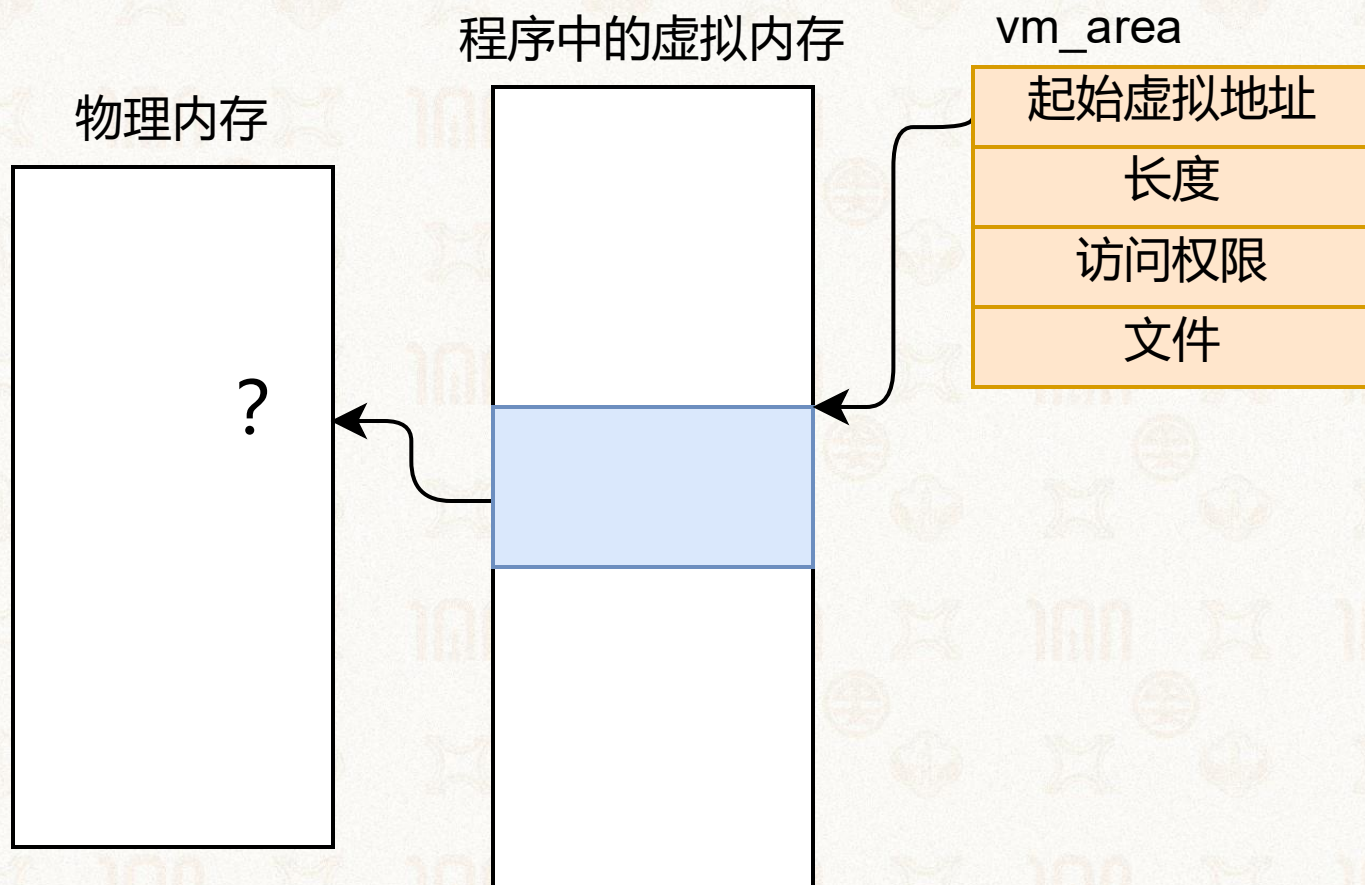 程序中的虚拟内存
vm_area
物理内存
起始虚拟地址
长度
访问权限
文件
?